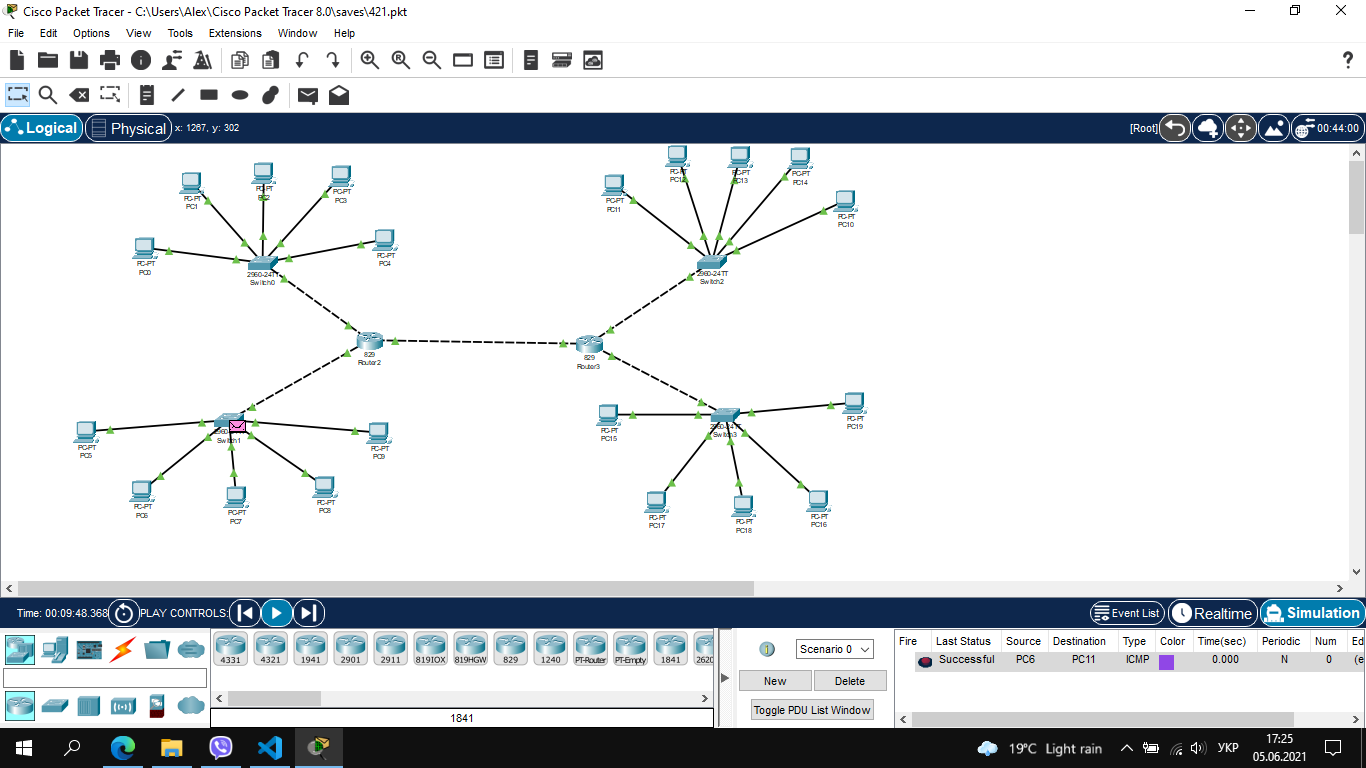 Cisco Packet Tracer - C:\Users\Alex\Cisco Packet Tracer 8.0\saves\421.pkt
File Edit Options View Tools Extensions Window Help
Logical Physical x: 1267, y: 302 [Root] 00:44:00
PC-PT
PC1
PC-PT
PC2
PC-PT
PC3
PC-PT
PC0
PC-PT
PC4
2960-24TT
Switch0
PC-PT
PC11
PC-PT
PC12
PC-PT
PC13
PC-PT
PC14
PC-PT
PC10
2960-24TT
Switch2
829
Router2
829
Router3
PC-PT
PC5
2960-24TT
Switch1
PC-PT
PC9
PC-PT
PC6
PC-PT
PC7
PC-PT
PC8
PC-PT
PC15
2960-24TT
Switch3
PC-PT
PC19
PC-PT
PC17
PC-PT
PC18
PC-PT
PC16
Time: 00:09:48.368 PLAY CONTROLS: Event List Realtime Simulation
4331 4321 1941 2901 2911 819IOX 819HGW 829 1240 PT-Router PT-Empty 1841 2620
1841
Scenario 0
New Delete
Toggle PDU List Window
Fire Last Status Source Destination Type Color Time(sec) Periodic Num Ed
Successful PC6 PC11 ICMP 0.000 N 0 (e
19°C Light rain УКР 17:25
05.06.2021